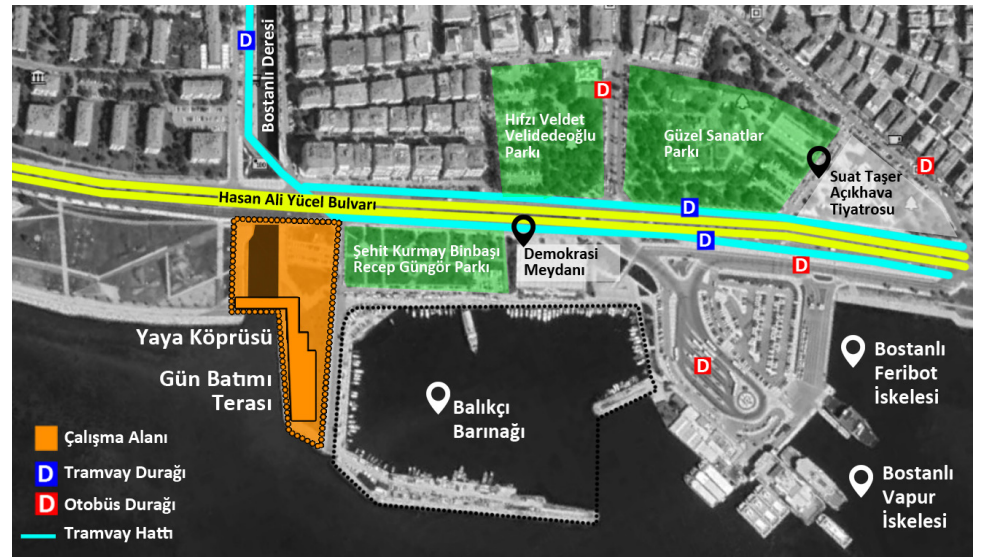 D
Bostanlı Deresi
D
Hıfzı Veldet
Velidedeoğlu
Parkı
Güzel Sanatlar
Parkı
D
Suat Taşer
Açıkhava
Tiyatrosu
Hasan Ali Yücel Bulvarı
D
D
Şehit Kurmay Binbaşı
Recep Güngör Parkı
Demokrasi
Meydanı
D
Yaya Köprüsü
Gün Batımı
Terası
D
Bostanlı
Feribot
İskelesi
Balıkçı
Barınağı
Çalışma Alanı
D Tramvay Durağı
D Otobüs Durağı
Tramvay Hattı
Bostanlı
Vapur
İskelesi